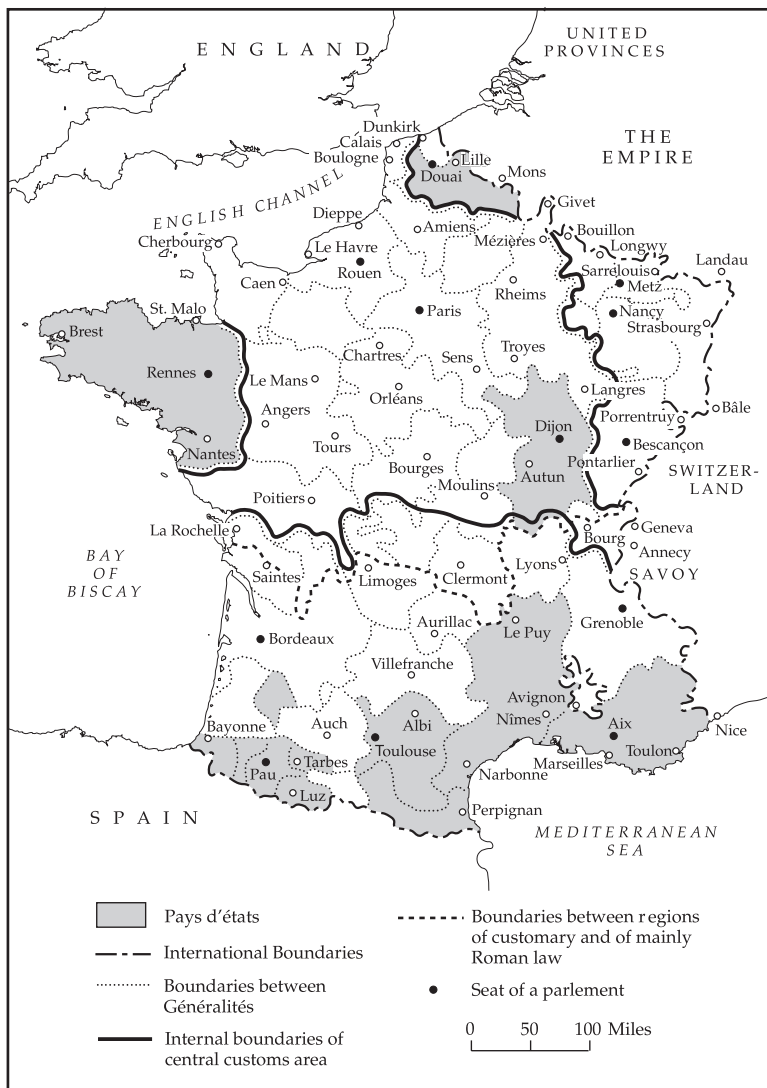 ENGLAND
UNITED
PROVINCES
THE
EMPIRE
Dunkirk
Calais
Boulogne
Lille
Douai
Mons
ENGLISH CHANNEL
Givet
Dieppe
Amiens
Bouillon
Cherbourg
Mézières
Longwy
Le Havre
Landau
Sarrelouis
Rouen
Metz
Caen
Rheims
St. Malo
Paris
Nancy
Brest
Strasbourg
Chartres
Troyes
Sens
Rennes
Le Mans
Langres
Orléans
Bâle
Angers
Porrentruy
Dijon
Tours
Bescançon
Nantes
Bourges
Pontarlier
SWITZER-
LAND
Autun
Moulins
Poitiers
La Rochelle
Geneva
Bourg
Annecy
BAY
OF
BISCAY
Lyons
Saintes
Limoges
Clermont
SAVOY
Grenoble
Aurillac
Le Puy
Bordeaux
Villefranche
Avignon
Albi
Nîmes
Bayonne
Auch
Aix
Nice
Toulouse
Marseilles
Toulon
Pau
Tarbes
Narbonne
Luz
Perpignan
SPAIN
MEDITERRANEAN
SEA
Pays d'états
International Boundaries
Boundaries between
Généralités
Internal boundaries of
central customs area
Boundaries between regions
of customary and of mainly
Roman law
Seat of a parlement
0 50 100 Miles